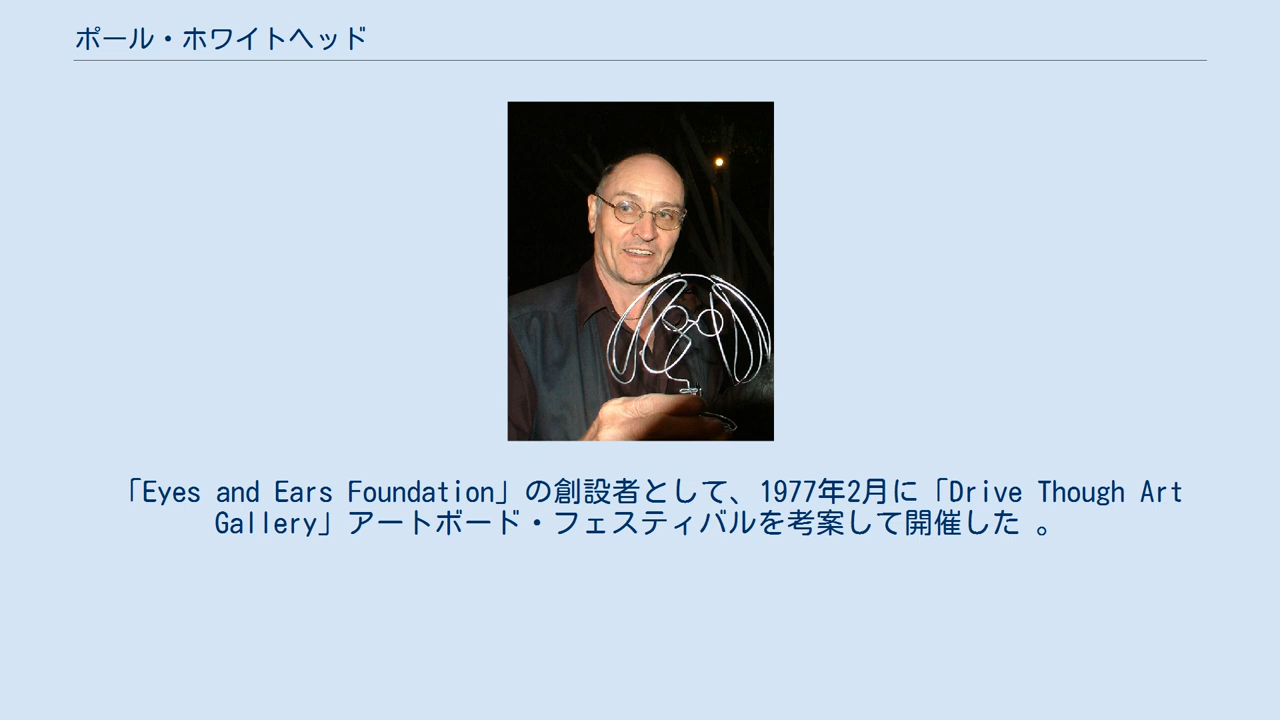 ポール・ホワイトヘッド
「Eyes and Ears Foundation」の創設者として、1977年2月に「Drive Though Art
Gallery」アートボード・フェスティバルを考案して開催した 。